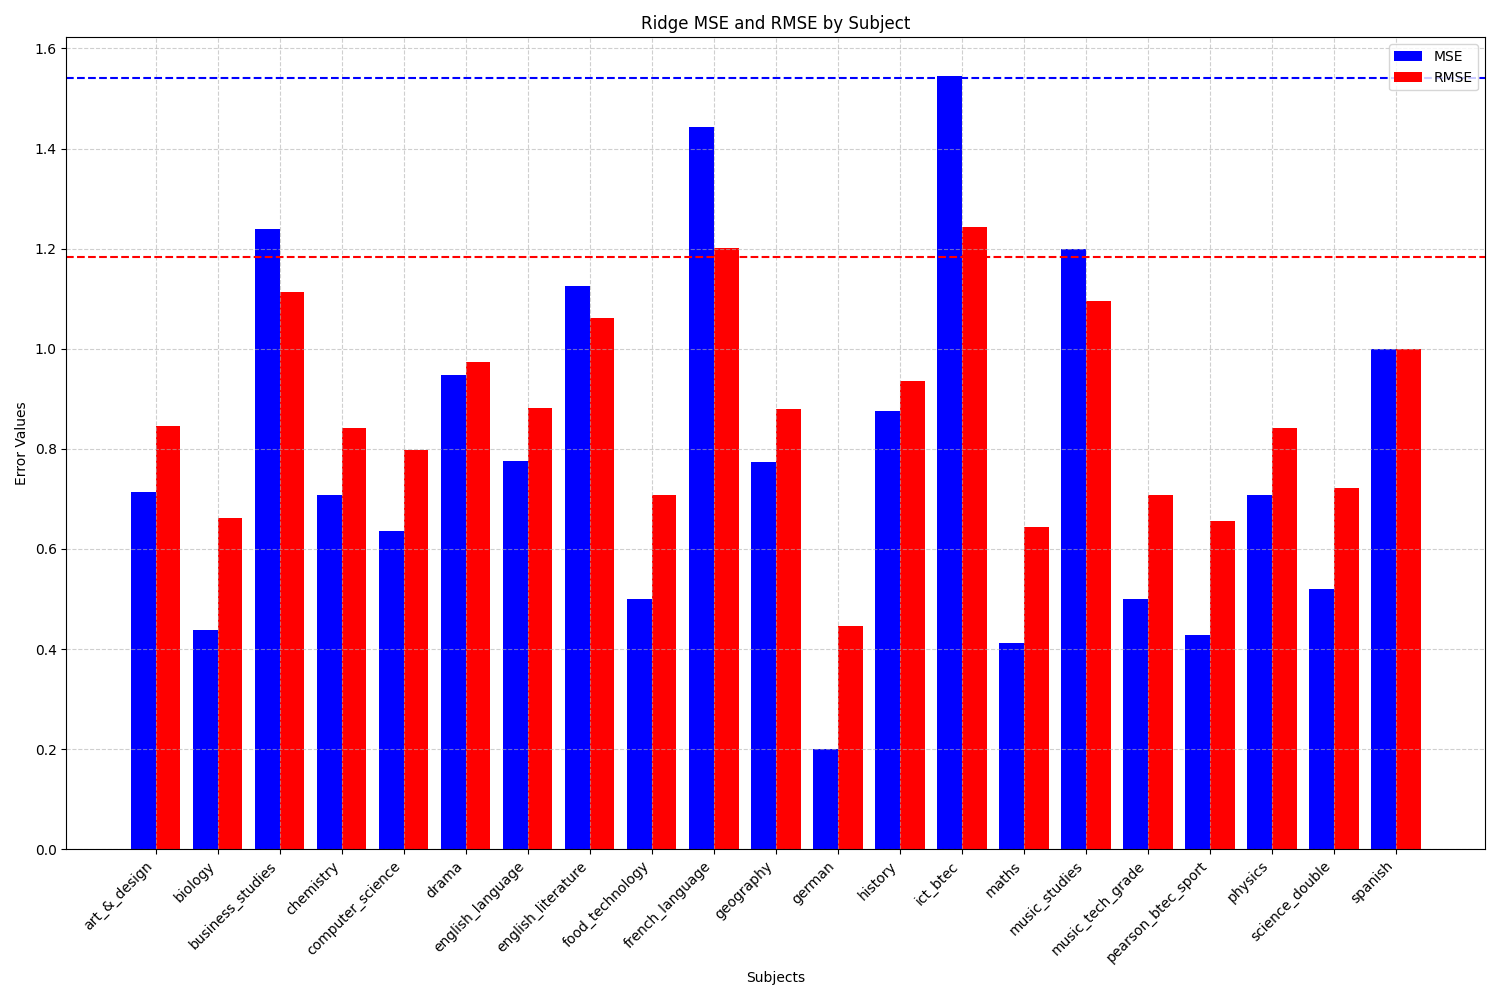 Ridge MSE and RMSE by Subject
MSE
RMSE
Error Values
1.6
1.4
1.2
1.0
0.8
0.6
0.4
0.2
0.0
art_&_design
biology
business_studies
chemistry
computer_science
drama
english_language
english_literature
food_technology
french_language
geography
german
history
ict_btec
maths
music_studies
music_tech_grade
pearson_btec_sport
physics
science_double
spanish
Subjects